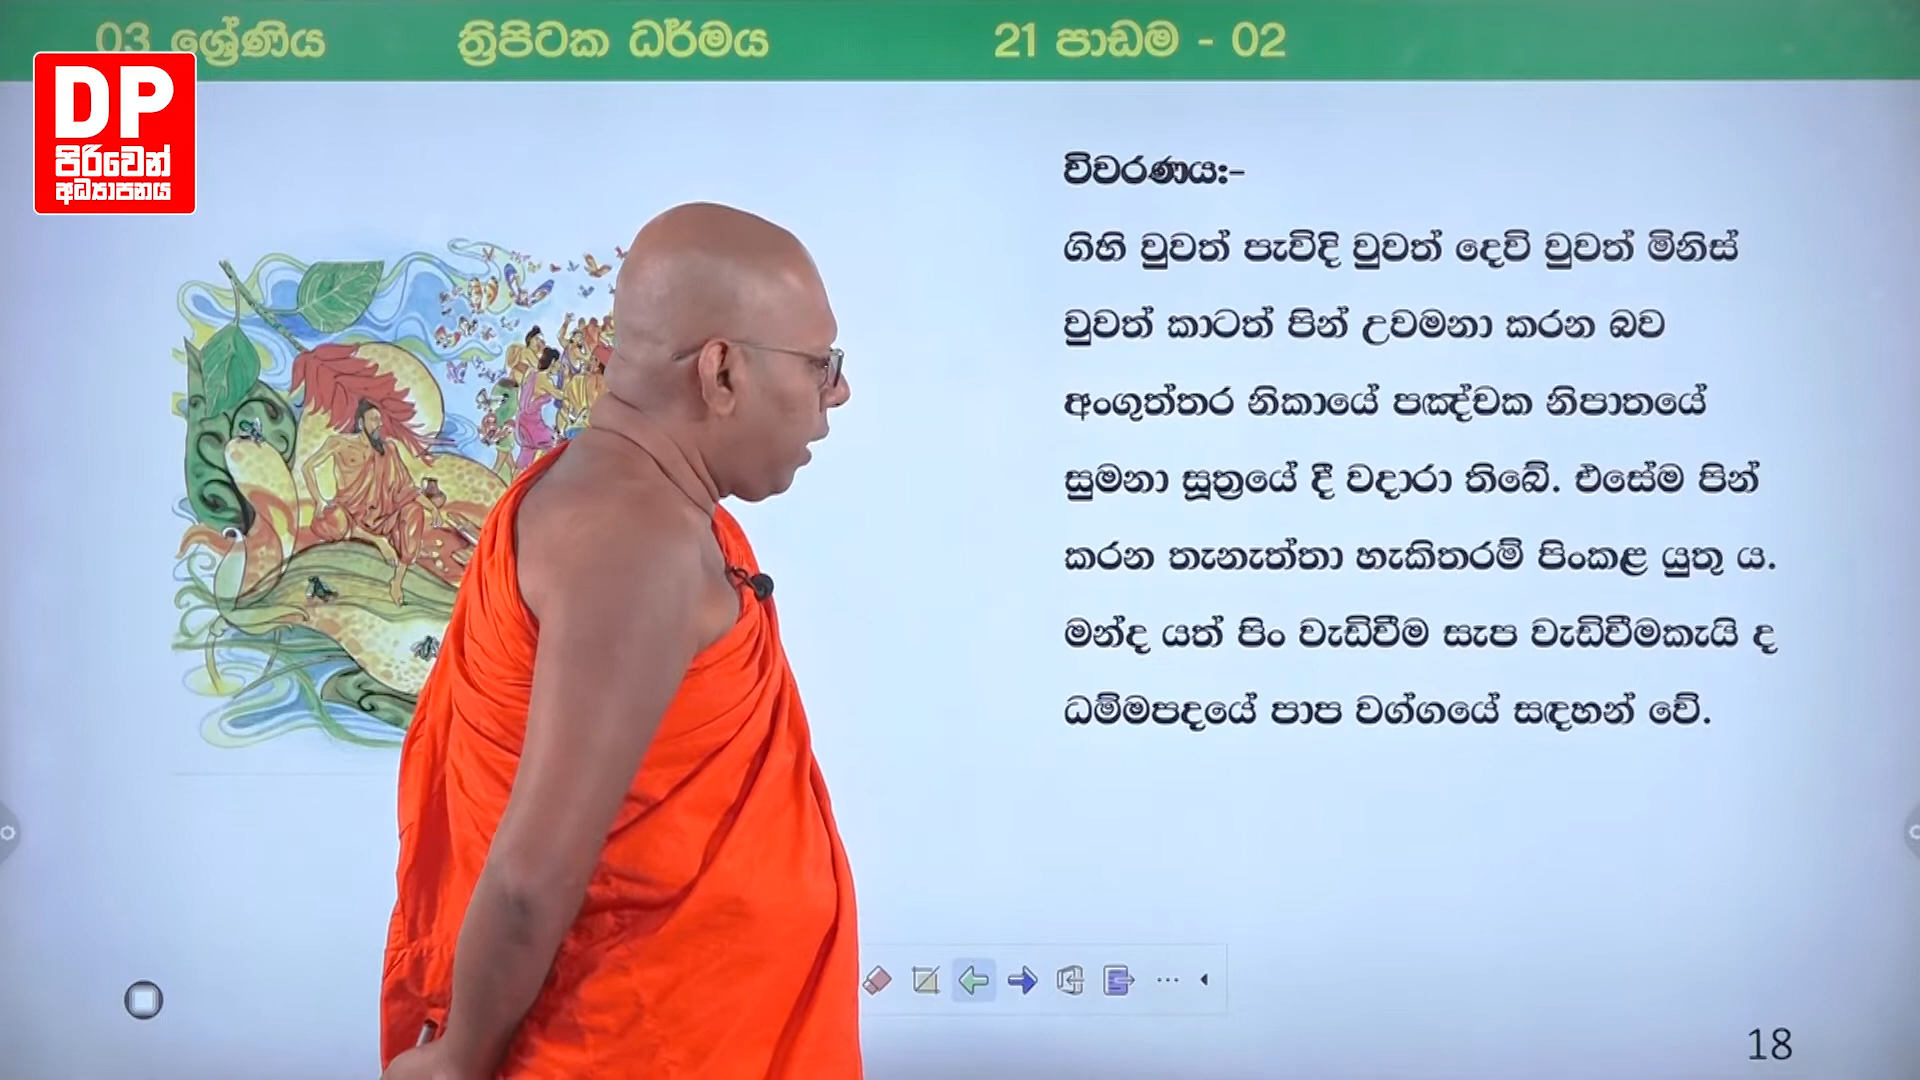 03 ශ්‍රේණිය ත්‍රිපිටක ධර්මය 21 පාඩම - 02
DP
පිරිවෙන්
අධ්‍යාපනය
විවරණය:-
ගිහි වුවත් පැවිදි වුවත් දෙවි වුවත් මිනිස්
වුවත් කාටත් පින් උවමනා කරන බව
අංගුත්තර නිකායේ පඤ්චක නිපාතයේ
සුමනා සූත්‍රයේ දී වදාරා තිබේ. එසේම පින්
කරන තැනැත්තා හැකිතරම් පිංකළ යුතු ය.
මන්ද යත් පිං වැඩිවීම සැප වැඩිවීමකැයි ද
ධම්මපදයේ පාප වග්ගයේ සඳහන් වේ.
18